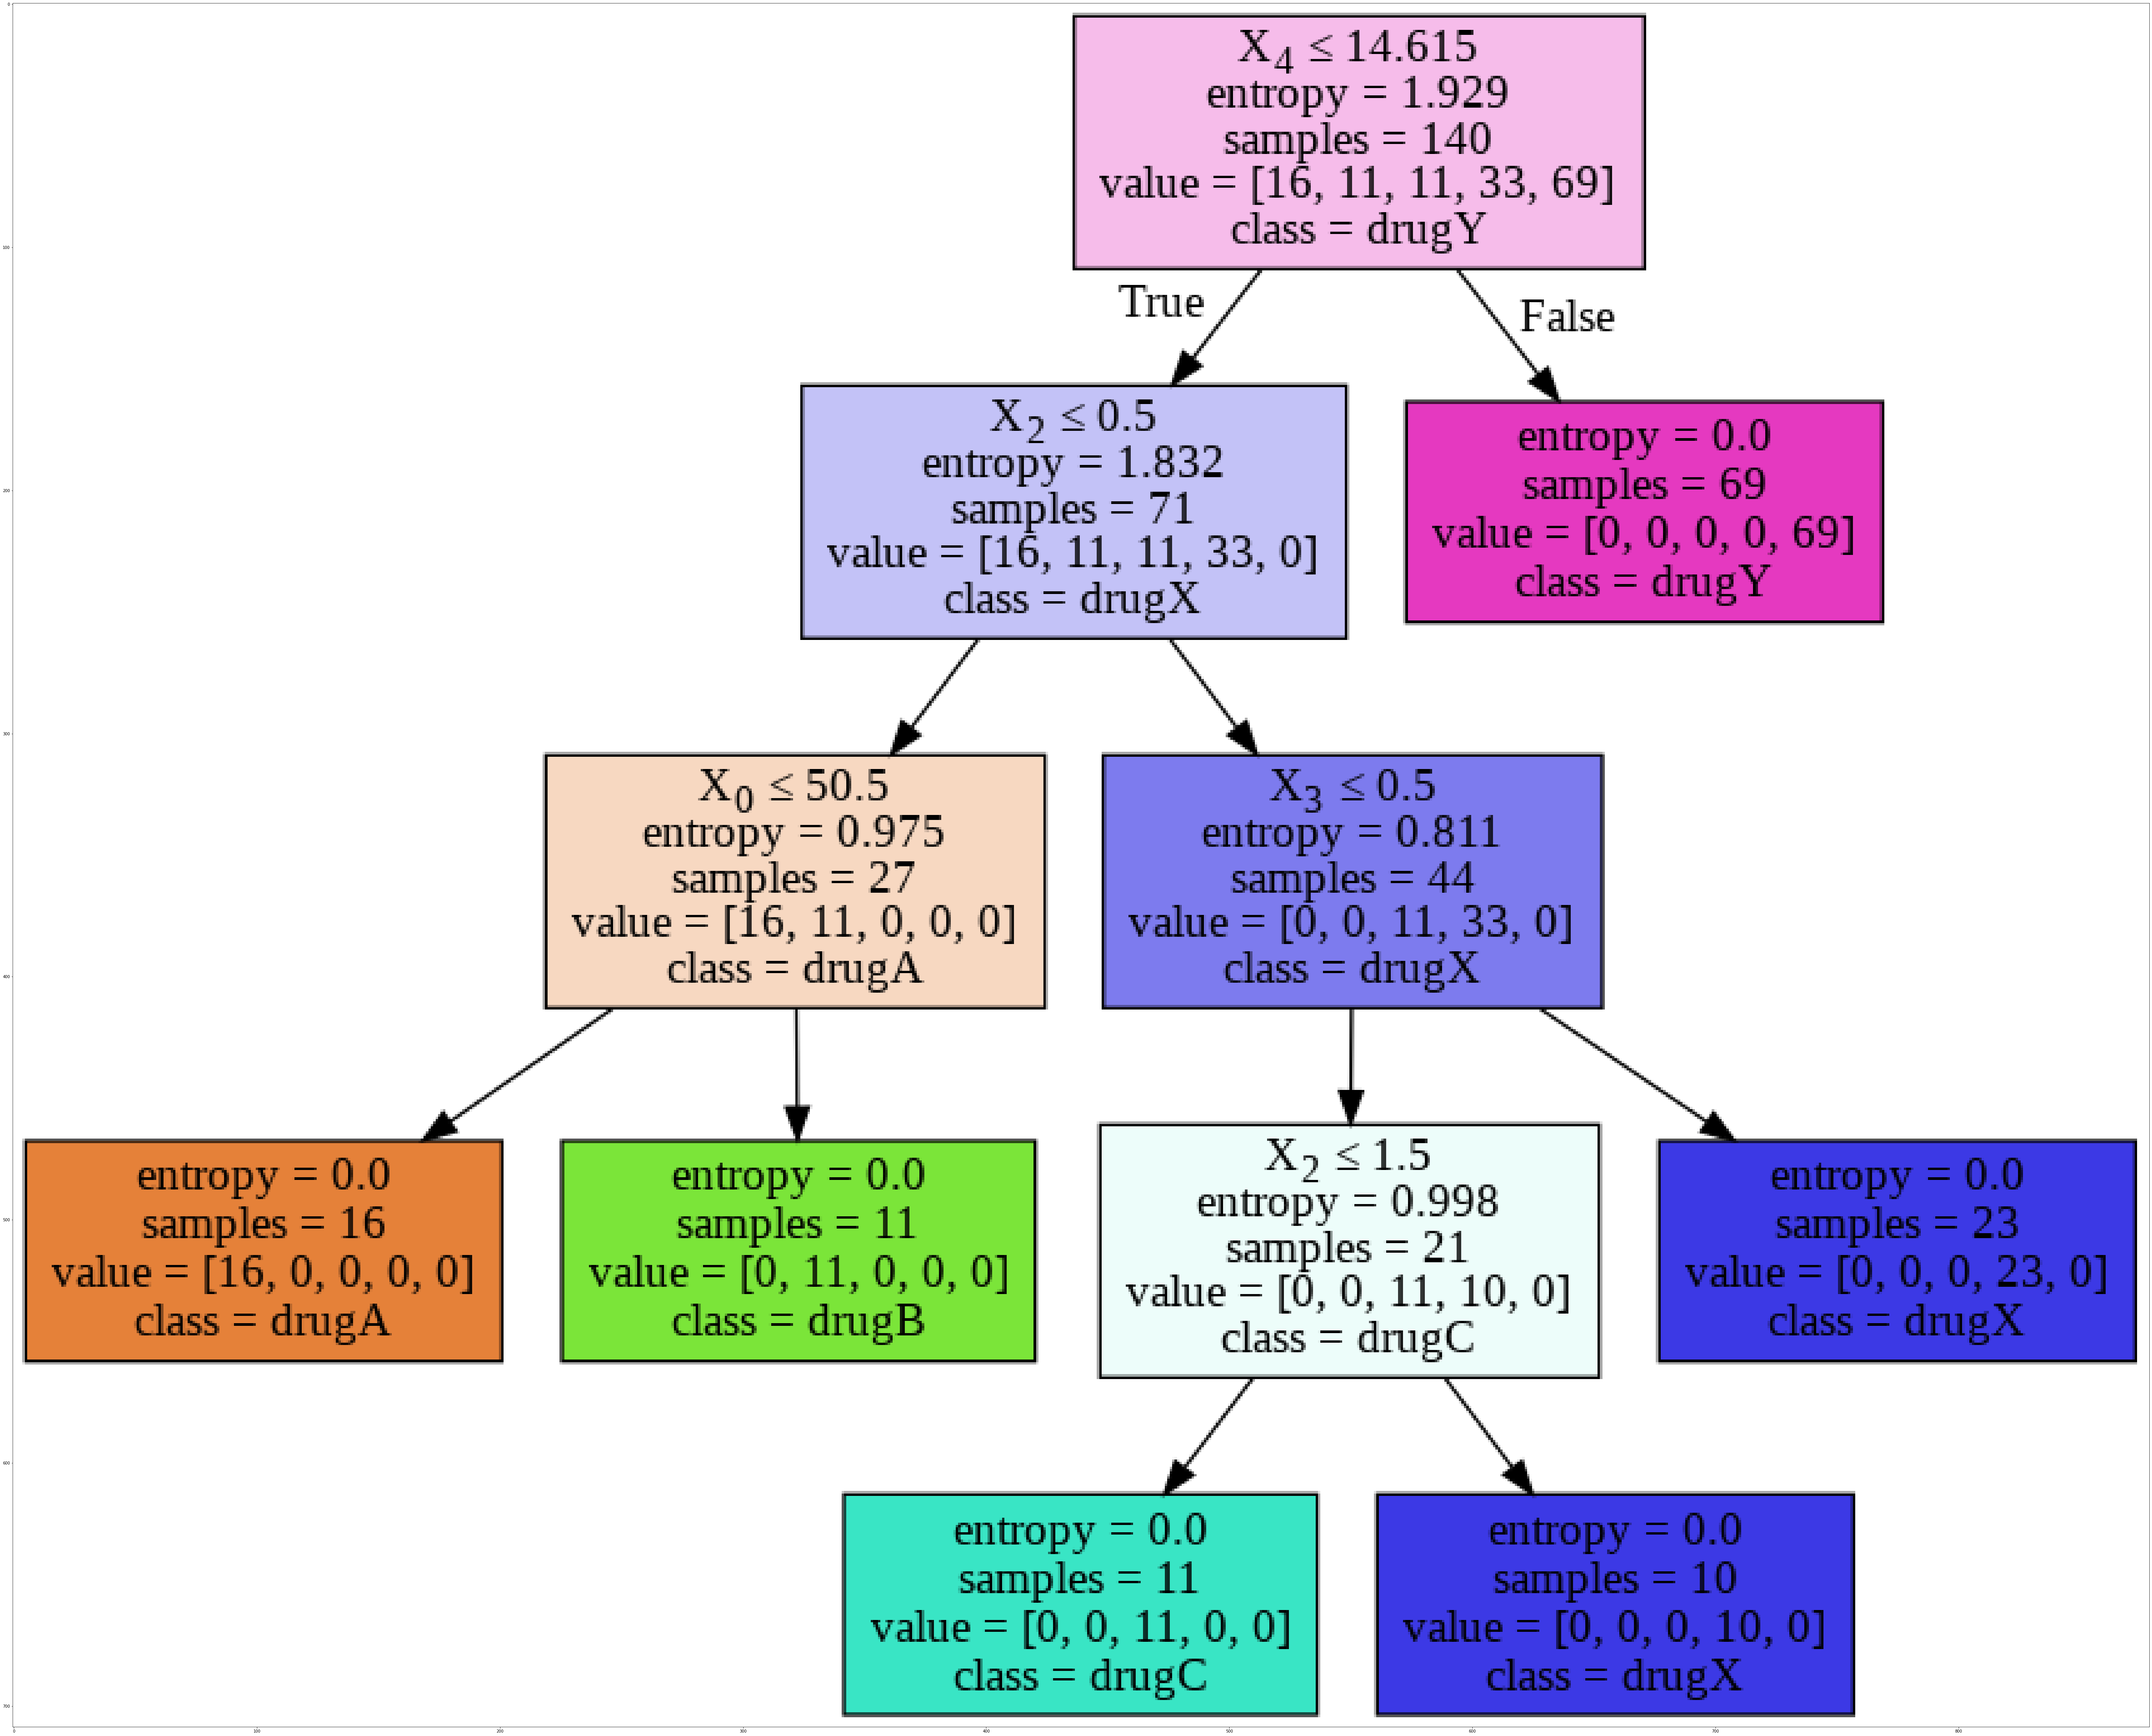 X₄ ≤ 14.615
entropy = 1.929
samples = 140
value = [16, 11, 11, 33, 69]
class = drugY
True
False
X₂ ≤ 0.5
entropy = 1.832
samples = 71
value = [16, 11, 11, 33, 0]
class = drugX
entropy = 0.0
samples = 69
value = [0, 0, 0, 0, 69]
class = drugY
X₀ ≤ 50.5
entropy = 0.975
samples = 27
value = [16, 11, 0, 0, 0]
class = drugA
X₃ ≤ 0.5
entropy = 0.811
samples = 44
value = [0, 0, 11, 33, 0]
class = drugX
entropy = 0.0
samples = 16
value = [16, 0, 0, 0, 0]
class = drugA
entropy = 0.0
samples = 11
value = [0, 11, 0, 0, 0]
class = drugB
X₂ ≤ 1.5
entropy = 0.998
samples = 21
value = [0, 0, 11, 10, 0]
class = drugC
entropy = 0.0
samples = 23
value = [0, 0, 0, 23, 0]
class = drugX
entropy = 0.0
samples = 11
value = [0, 0, 11, 0, 0]
class = drugC
entropy = 0.0
samples = 10
value = [0, 0, 0, 10, 0]
class = drugX